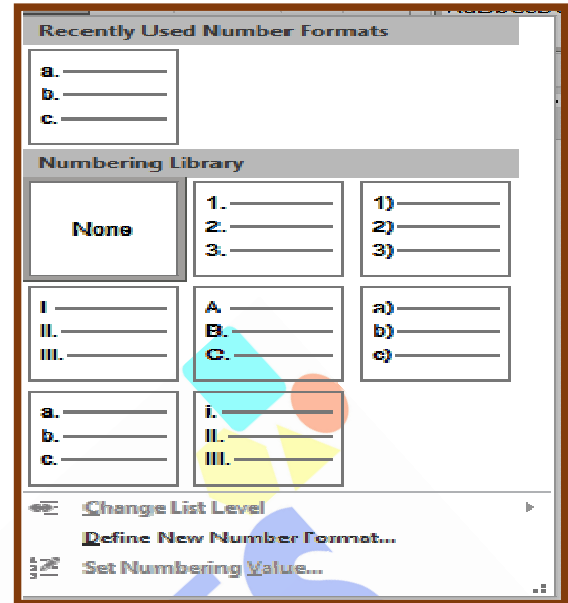 Recently Used Number Formats
a.
b.
c.
Numbering Library
None
1.
2.
3.
1)
2)
3)
I
II.
III.
A.
B.
C.
a)
b)
c)
a.
b.
c.
i.
II.
III.
Change List Level
Define New Number Format...
Set Numbering Value...